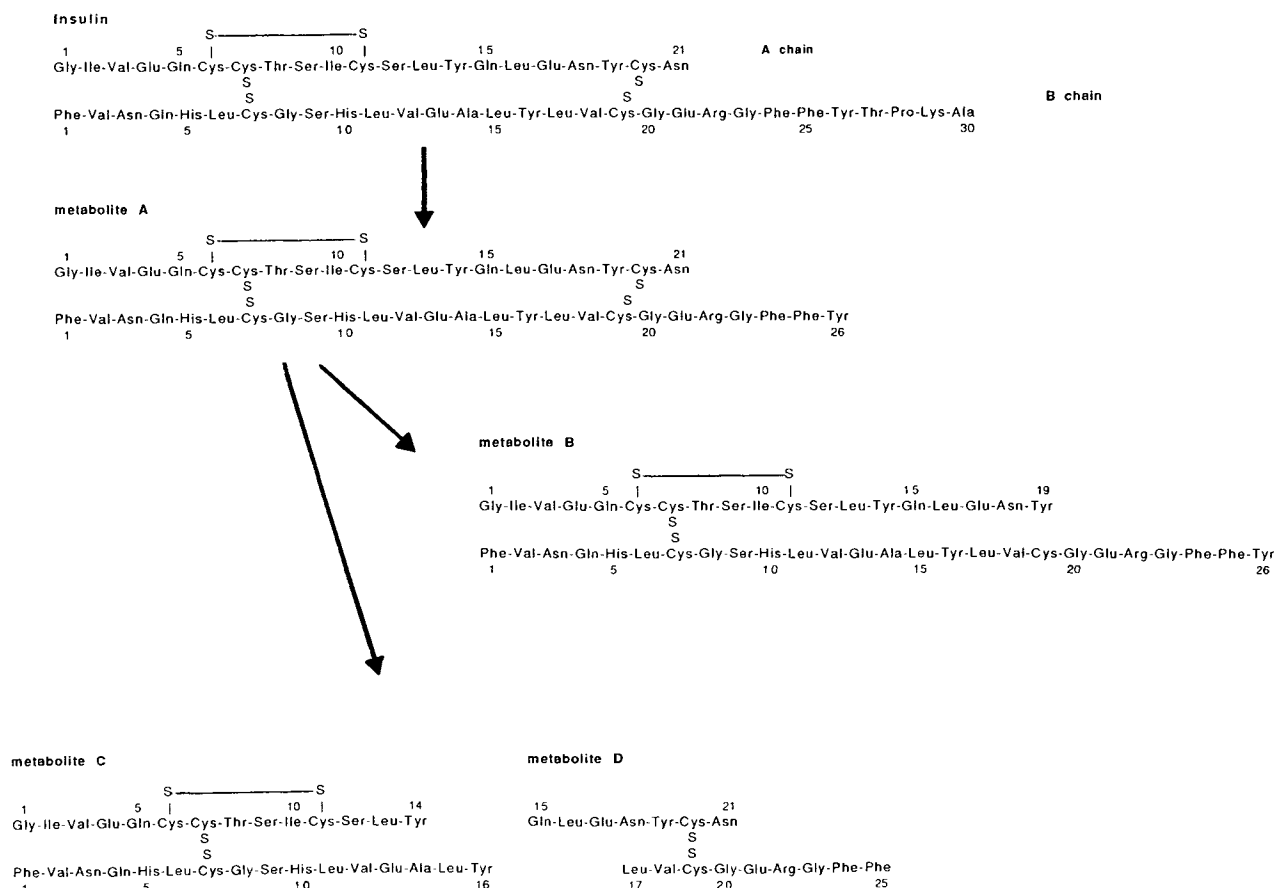 Insulin
S S
1 5 10 15 21 A chain
Gly-Ile-Val-Glu-Gln-Cys-Cys-Thr-Ser-Ile-Cys-Ser-Leu-Tyr-Gln-Leu-Glu-Asn-Tyr-Cys-Asn
S S
S S B chain
Phe-Val-Asn-Gln-His-Leu-Cys-Gly-Ser-His-Leu-Val-Glu-Ala-Leu-Tyr-Leu-Val-Cys-Gly-Glu-Arg-Gly-Phe-Phe-Tyr-Thr-Pro-Lys-Ala
1 5 10 15 20 25 30
metabolite A
S S
1 5 10 15 21
Gly-Ile-Val-Glu-Gln-Cys-Cys-Thr-Ser-Ile-Cys-Ser-Leu-Tyr-Gln-Leu-Glu-Asn-Tyr-Cys-Asn
S S
S S
Phe-Val-Asn-Gln-His-Leu-Cys-Gly-Ser-His-Leu-Val-Glu-Ala-Leu-Tyr-Leu-Val-Cys-Gly-Glu-Arg-Gly-Phe-Phe-Tyr
1 5 10 15 20 26
metabolite B
S S
1 5 10 15 19
Gly-Ile-Val-Glu-Gln-Cys-Cys-Thr-Ser-Ile-Cys-Ser-Leu-Tyr-Gln-Leu-Glu-Asn-Tyr
S
S
Phe-Val-Asn-Gln-His-Leu-Cys-Gly-Ser-His-Leu-Val-Glu-Ala-Leu-Tyr-Leu-Val-Cys-Gly-Glu-Arg-Gly-Phe-Phe-Tyr
1 5 10 15 20 26
metabolite C
S S
1 5 10 14
Gly-Ile-Val-Glu-Gln-Cys-Cys-Thr-Ser-Ile-Cys-Ser-Leu-Tyr
S
S
Phe-Val-Asn-Gln-His-Leu-Cys-Gly-Ser-His-Leu-Val-Glu-Ala-Leu-Tyr
1 5 10 16
metabolite D
15 21
Gln-Leu-Glu-Asn-Tyr-Cys-Asn
S
S
Leu-Val-Cys-Gly-Glu-Arg-Gly-Phe-Phe
17 20 25